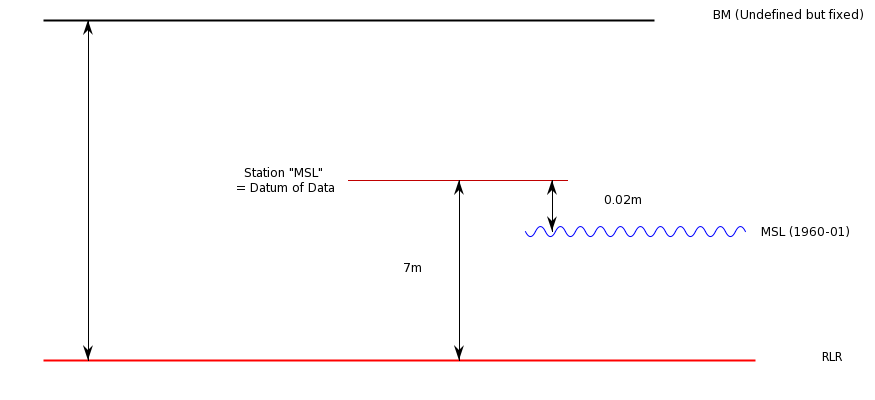 BM (Undefined but fixed)
Station "MSL"
= Datum of Data
0.02m
MSL (1960-01)
7m
RLR